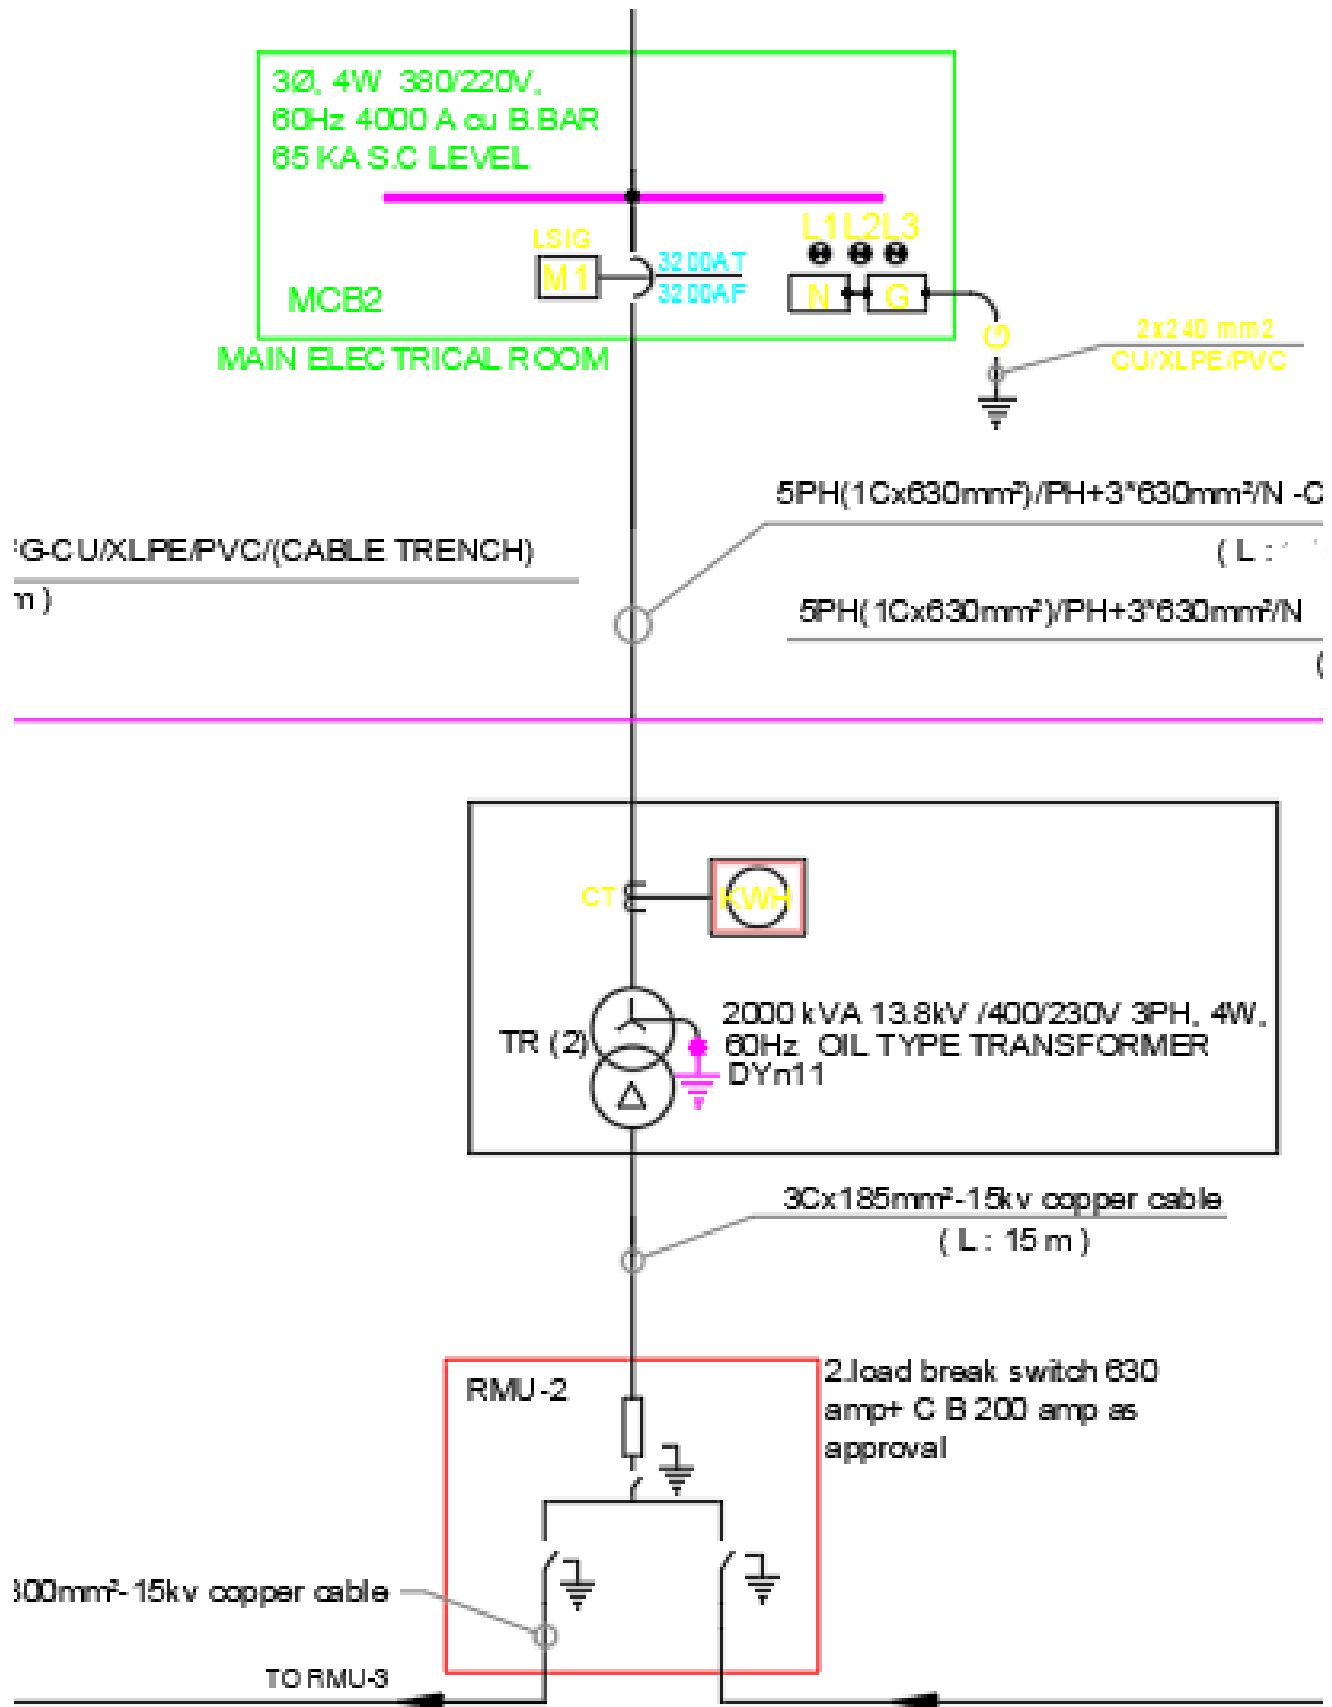 3Ø, 4W 380/220V,
60Hz 4000 A cu B.BAR
65 KA S.C LEVEL
L1 L2 L3
LSIG
M1
3200AT
3200AF
N G
MCB2
G
2x240 mm2
CU/XLPE/PVC
MAIN ELECTRICAL ROOM
5PH(1Cx630mm²)/PH+3*630mm²/N -C
( L :
G-CU/XLPE/PVC/(CABLE TRENCH)
m )
5PH(1Cx630mm²)/PH+3*630mm²/N
(
CT
KWH
TR (2)
2000 kVA 13.8kV /400/230V 3PH, 4W,
60Hz OIL TYPE TRANSFORMER
DYn11
3Cx185mm²-15kv copper cable
( L : 15 m )
RMU-2
2.load break switch 630
amp+ C B 200 amp as
approval
300mm²-15kv copper cable
TO RMU-3